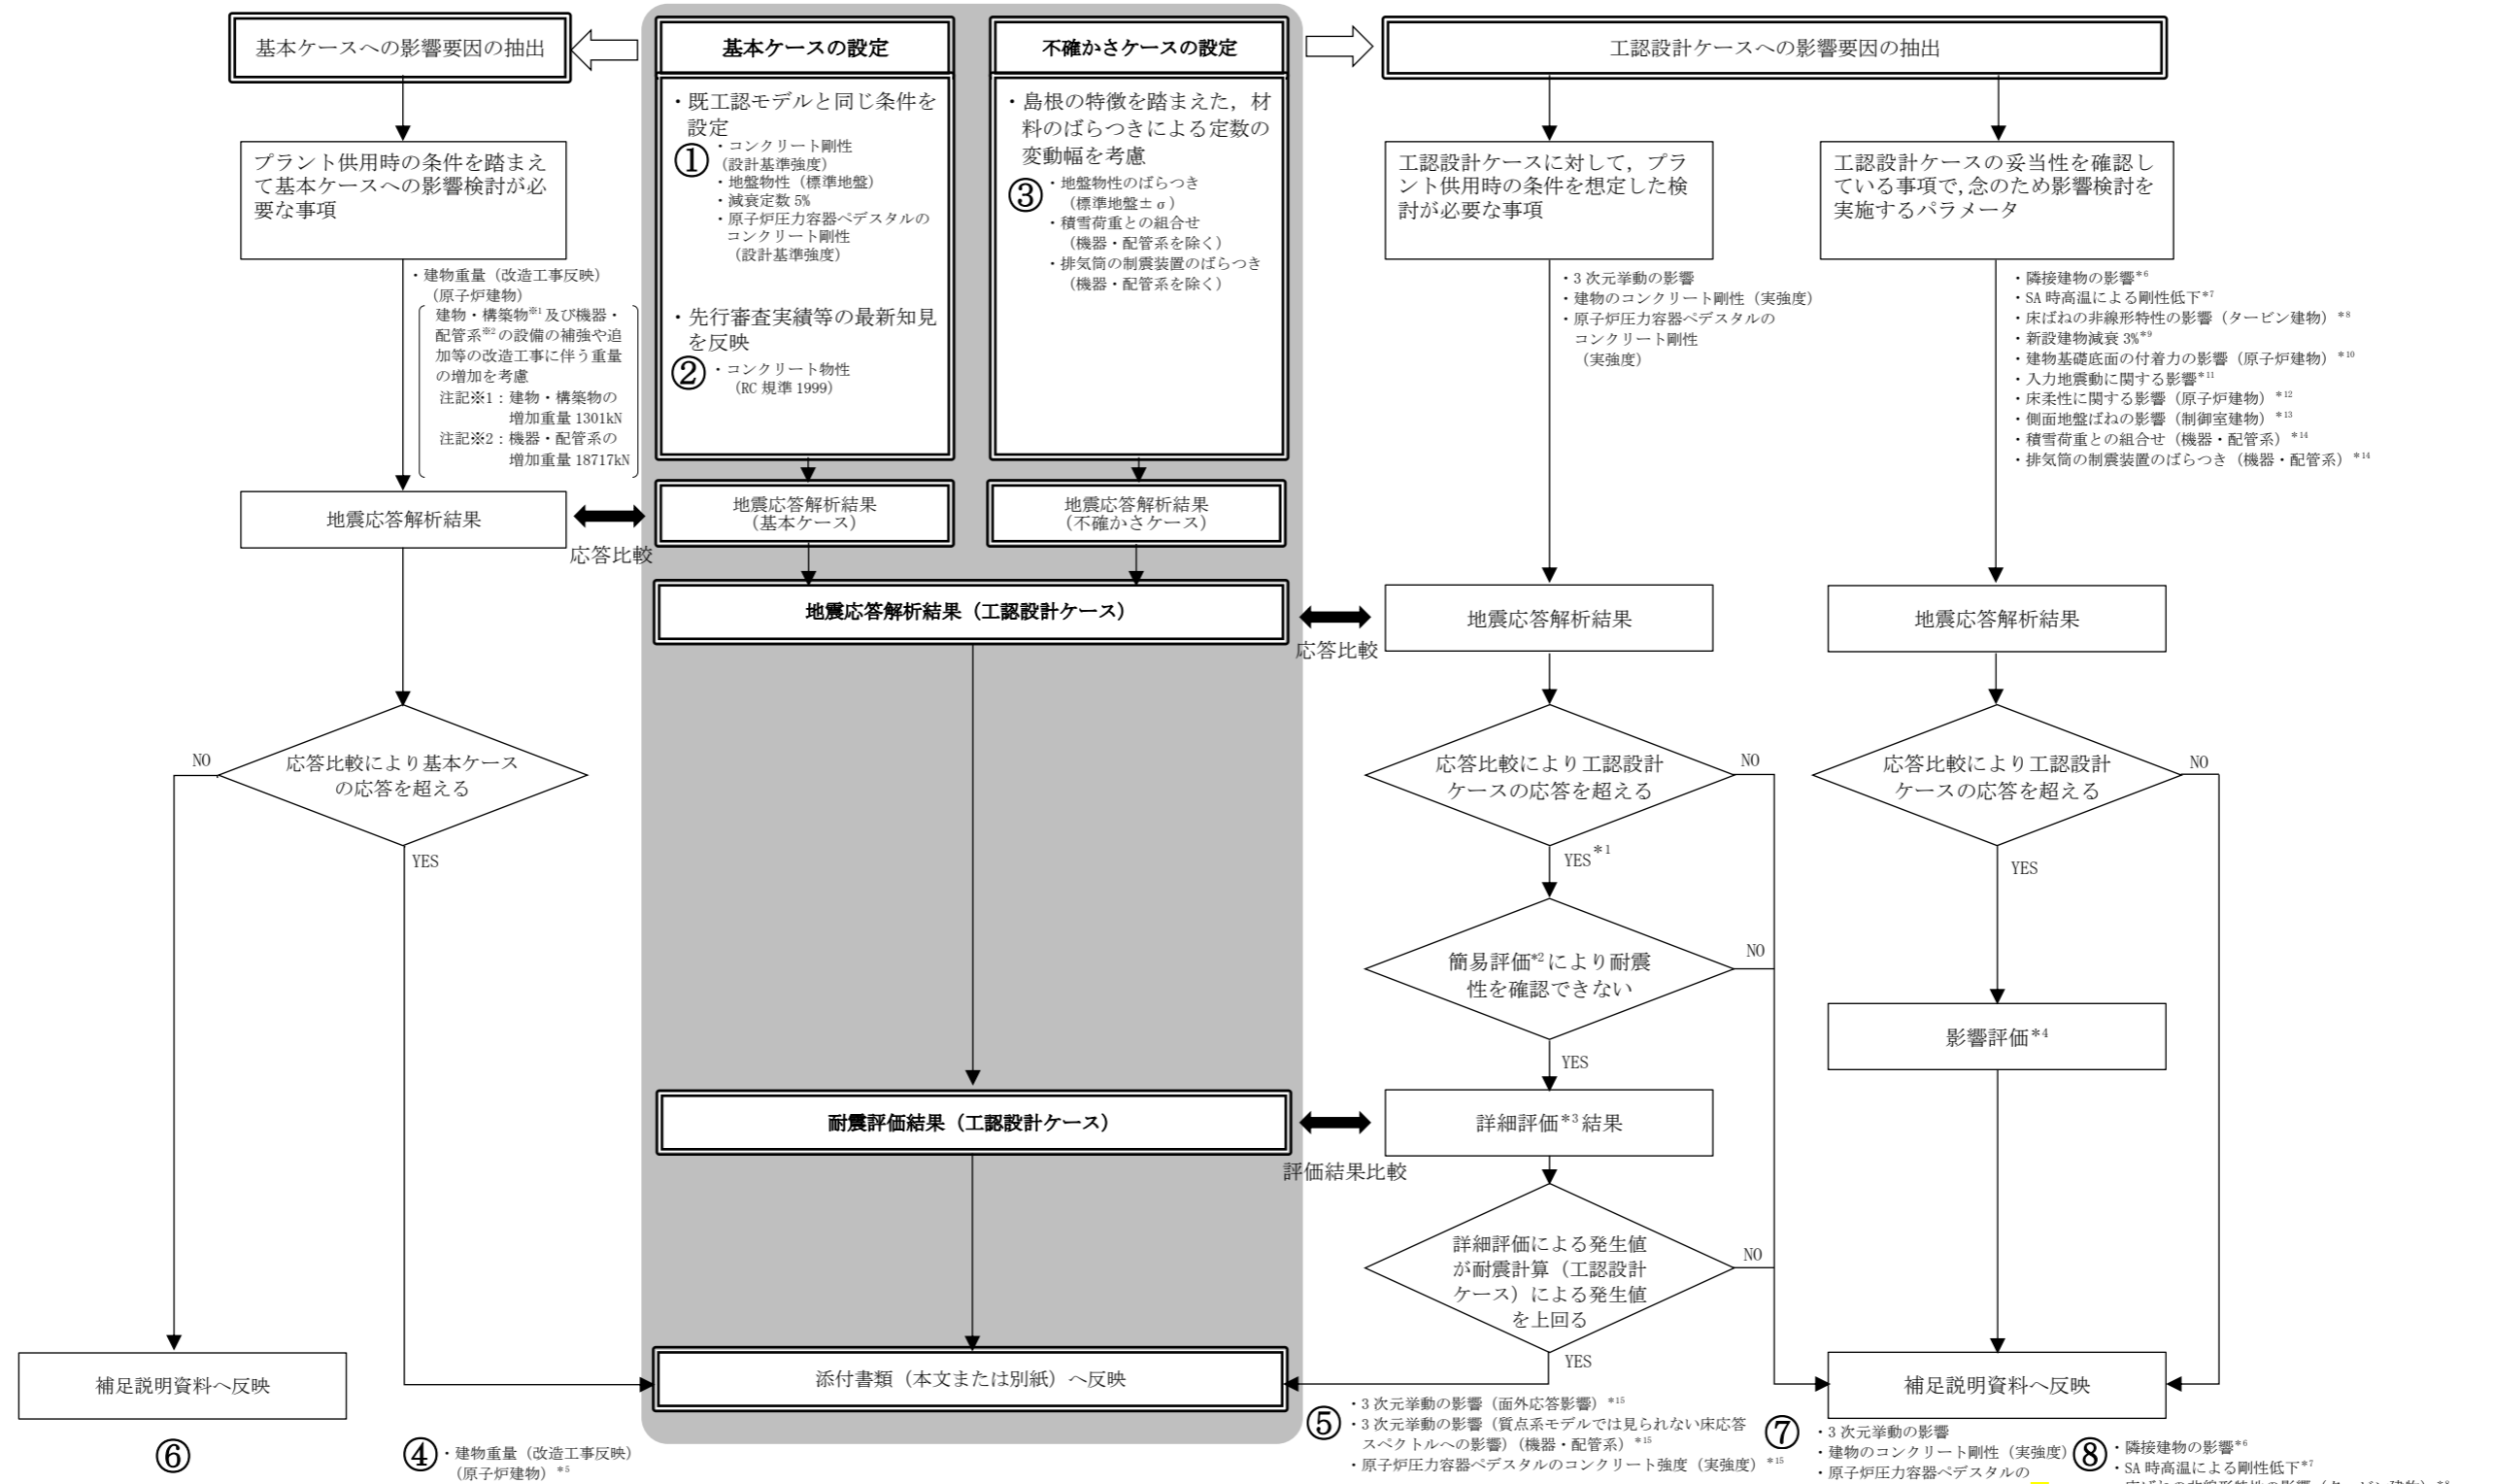 基本ケースへの影響要因の抽出
プラント供用時の条件を踏まえ
て基本ケースへの影響検討が必
要な事項
・建物重量（改造工事反映）
（原子炉建物）
建物・構築物※1及び機器・
配管系※2の設備の補強や追
加等の改造工事に伴う重量
の増加を考慮
注記※1：建物・構築物の
増加重量 1301kN
注記※2：機器・配管系の
増加重量 18717kN
地震応答解析結果
応答比較
応答比較により基本ケース
の応答を超える
NO
YES
補足説明資料へ反映
⑥
④
・建物重量（改造工事反映）
（原子炉建物）*5
基本ケースの設定
・既工認モデルと同じ条件を
設定
①
・コンクリート剛性
（設計基準強度）
・地盤物性（標準地盤）
・減衰定数 5%
・原子炉圧力容器ペデスタルの
コンクリート剛性
（設計基準強度）
・先行審査実績等の最新知見
を反映
②
・コンクリート物性
（RC 規準 1999）
不確かさケースの設定
・島根の特徴を踏まえた，材
料のばらつきによる定数の
変動幅を考慮
③
・地盤物性のばらつき
（標準地盤±σ）
・積雪荷重との組合せ
（機器・配管系を除く）
・排気筒の制震装置のばらつき
（機器・配管系を除く）
地震応答解析結果
（基本ケース）
地震応答解析結果
（不確かさケース）
地震応答解析結果（工認設計ケース）
応答比較
耐震評価結果（工認設計ケース）
評価結果比較
添付書類（本文または別紙）へ反映
工認設計ケースへの影響要因の抽出
工認設計ケースに対して，プラ
ント供用時の条件を想定した検
討が必要な事項
・3 次元挙動の影響
・建物のコンクリート剛性（実強度）
・原子炉圧力容器ペデスタルの
コンクリート剛性
（実強度）
地震応答解析結果
応答比較により工認設計
ケースの応答を超える
NO
YES*1
簡易評価*2により耐震
性を確認できない
NO
YES
詳細評価*3結果
詳細評価による発生値
が耐震計算（工認設計
ケース）による発生値
を上回る
NO
YES
⑤
・3 次元挙動の影響（面外応答影響）*15
・3 次元挙動の影響（質点系モデルでは見られない床応答
スペクトルへの影響）（機器・配管系）*15
・原子炉圧力容器ペデスタルのコンクリート強度（実強度）*15
工認設計ケースの妥当性を確認し
ている事項で,念のため影響検討を
実施するパラメータ
・隣接建物の影響*6
・SA 時高温による剛性低下*7
・床ばねの非線形特性の影響（タービン建物）*8
・新設建物減衰 3%*9
・建物基礎底面の付着力の影響（原子炉建物）*10
・入力地震動に関する影響*11
・床柔性に関する影響（原子炉建物）*12
・側面地盤ばねの影響（制御室建物）*13
・積雪荷重との組合せ（機器・配管系）*14
・排気筒の制震装置のばらつき（機器・配管系）*14
地震応答解析結果
応答比較により工認設計
ケースの応答を超える
NO
YES
影響評価*4
補足説明資料へ反映
⑦
・3 次元挙動の影響
・建物のコンクリート剛性（実強度）
・原子炉圧力容器ペデスタルの
⑧
・隣接建物の影響*6
・SA 時高温による剛性低下*7